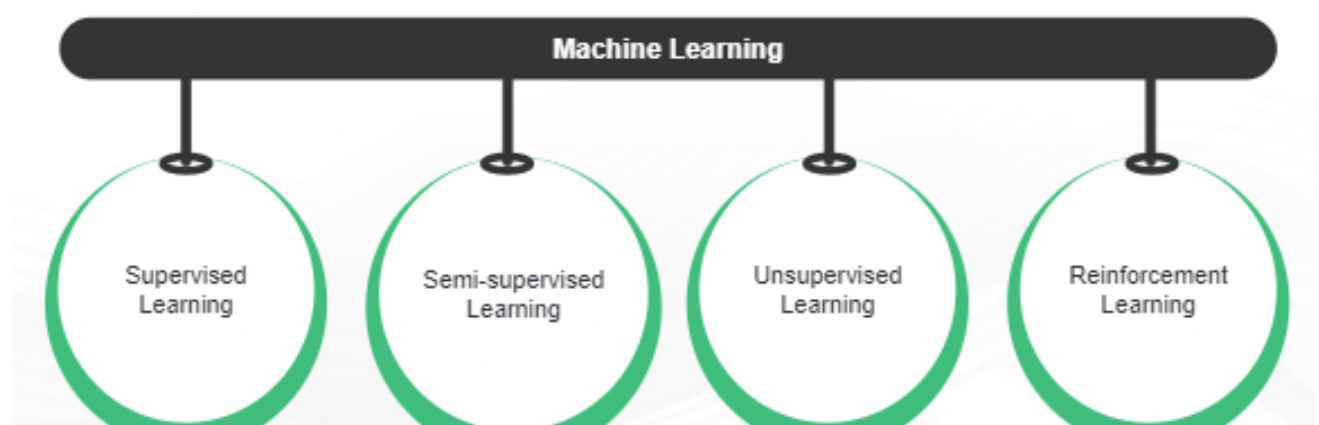 Machine Learning
Supervised
Learning
Semi-supervised
Learning
Unsupervised
Learning
Reinforcement
Learning